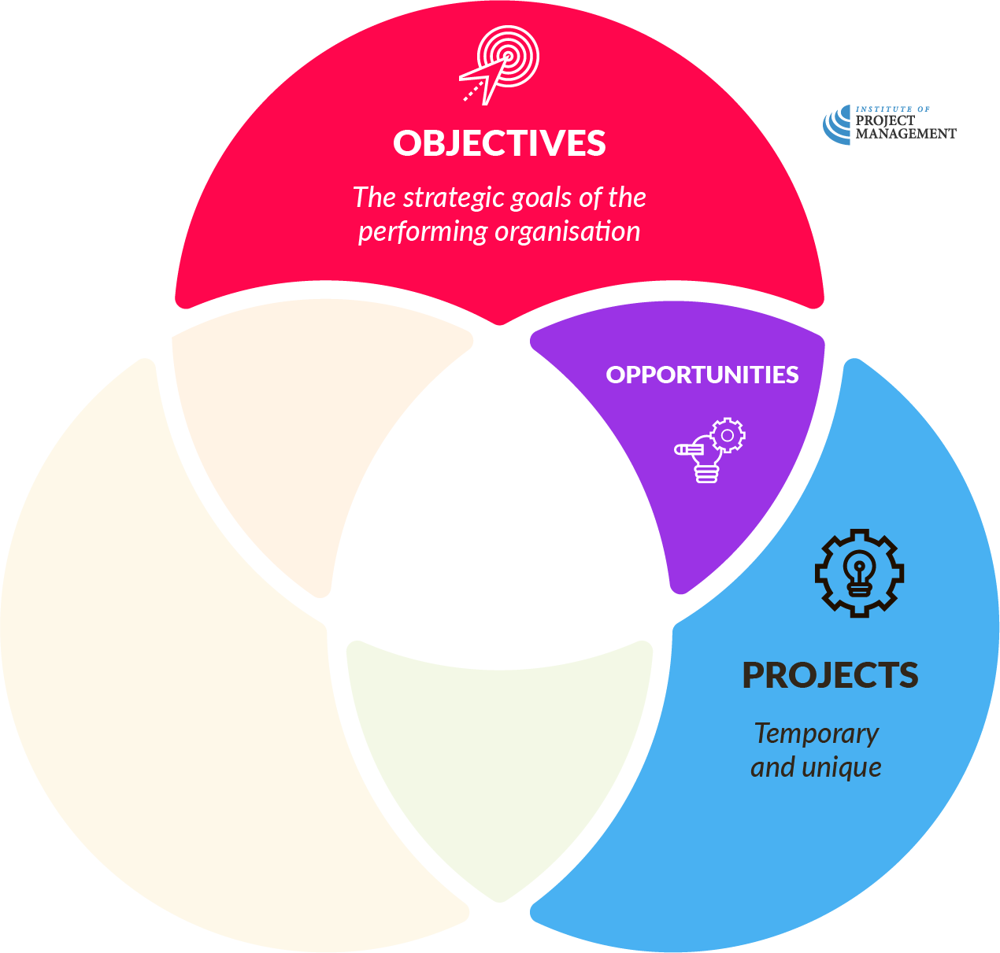 OBJECTIVES
The strategic goals of the
performing organisation
INSTITUTE OF
PROJECT
MANAGEMENT
OPPORTUNITIES
PROJECTS
Temporary
and unique